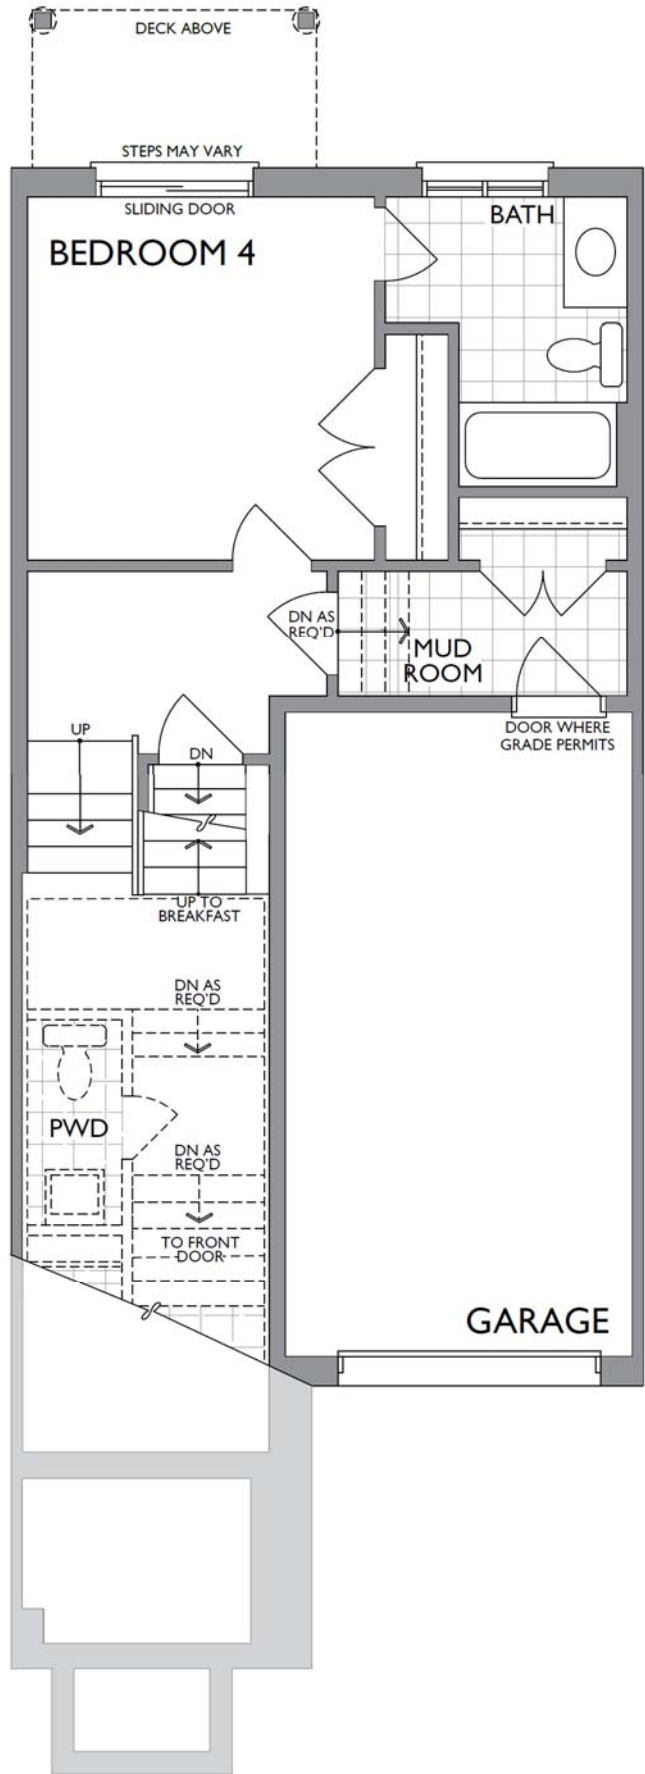 DECK ABOVE
STEPS MAY VARY
SLIDING DOOR
BATH
BEDROOM 4
DN AS
REQ'D
MUD
ROOM
UP
DN
DOOR WHERE
GRADE PERMITS
UP TO
BREAKFAST
DN AS
REQ'D
PWD
DN AS
REQ'D
TO FRONT
DOOR
GARAGE